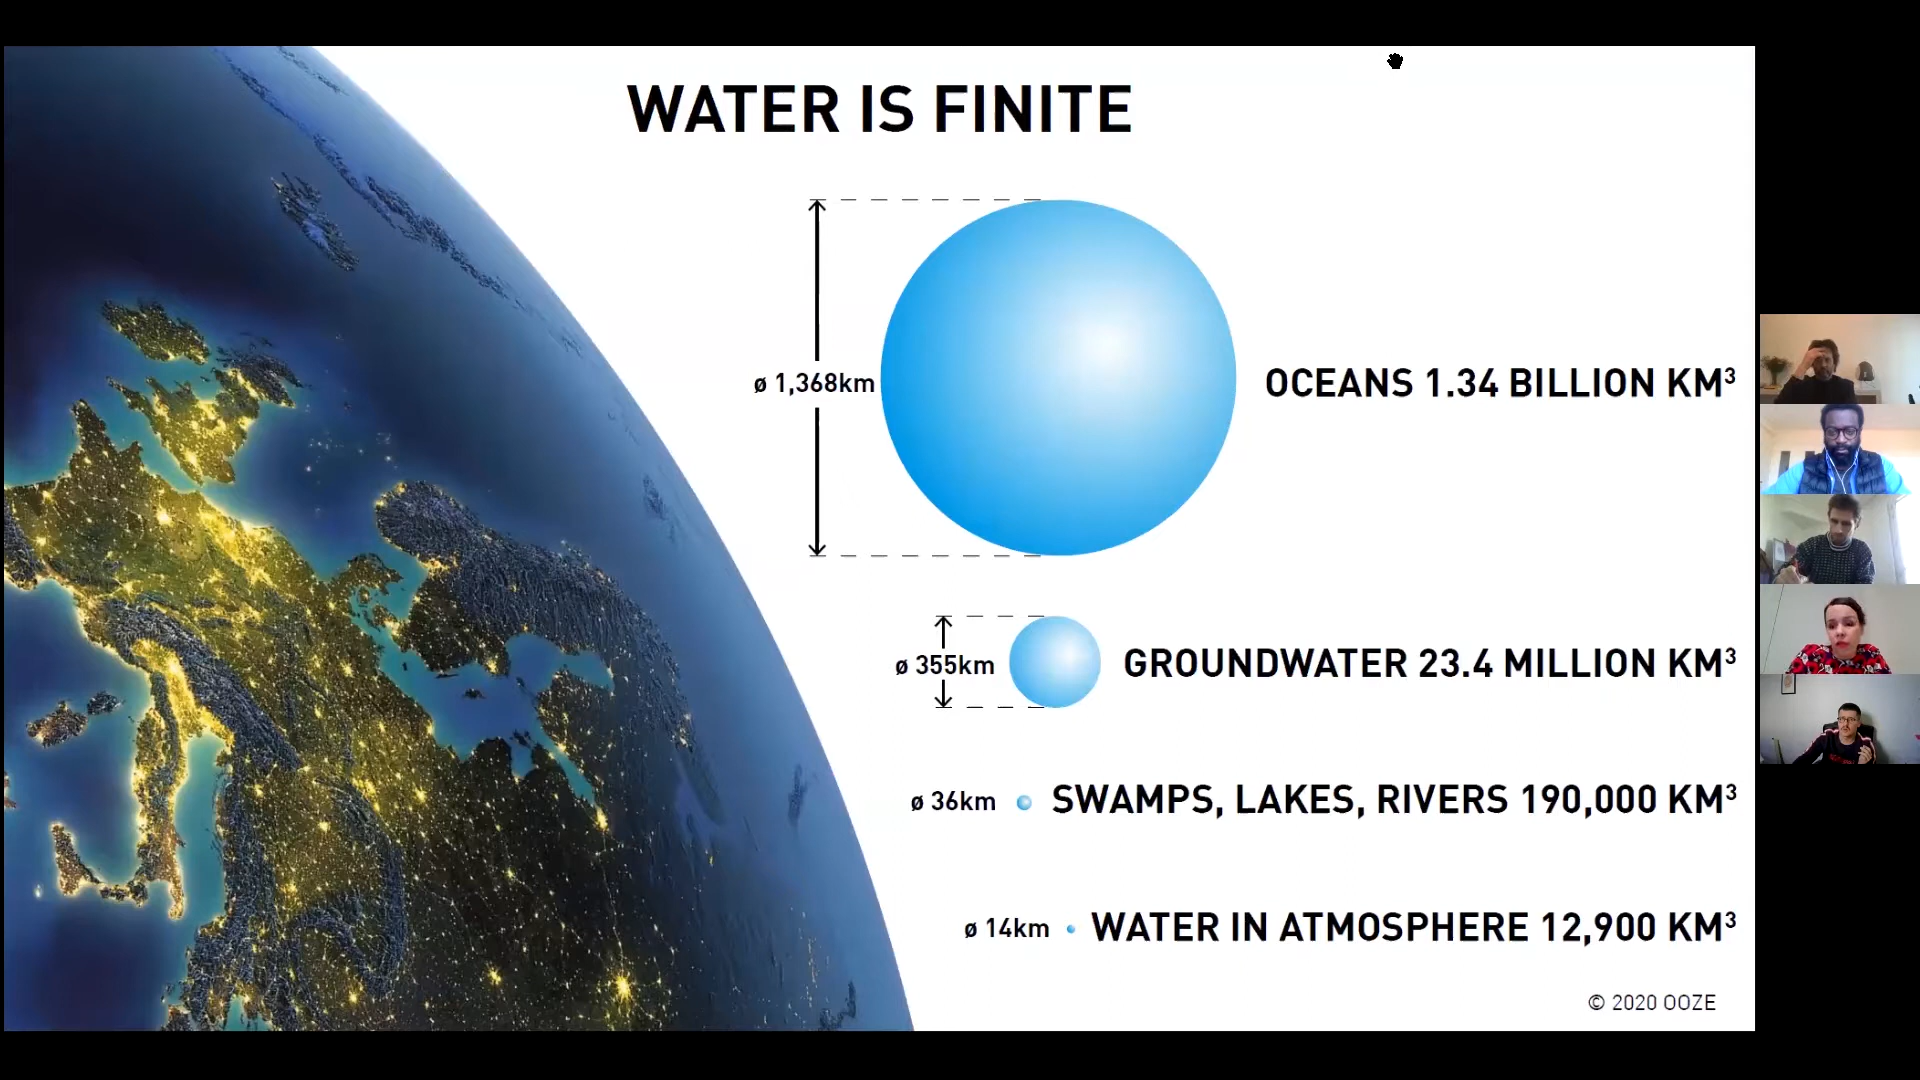 WATER IS FINITE
ø 1,368km
OCEANS 1.34 BILLION KM³
ø 355km
GROUNDWATER 23.4 MILLION KM³
ø 36km
SWAMPS, LAKES, RIVERS 190,000 KM³
ø 14km
WATER IN ATMOSPHERE 12,900 KM³
© 2020 OOZE